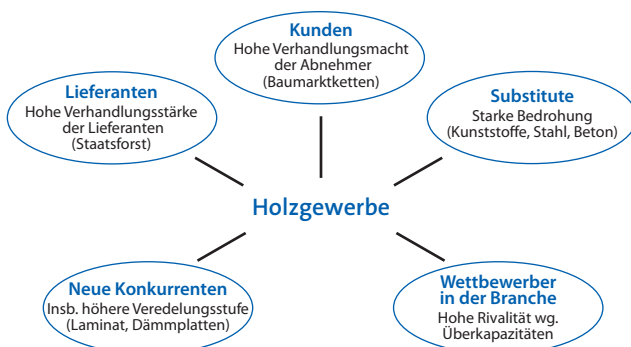 Kunden
Hohe Verhandlungsmacht
der Abnehmer
(Baumarktketten)
Lieferanten
Hohe Verhandlungsstärke
der Lieferanten
(Staatsforst)
Substitute
Starke Bedrohung
(Kunststoffe, Stahl, Beton)
Holzgewerbe
Neue Konkurrenten
Insb. höhere Veredelungsstufe
(Laminat, Dämmplatten)
Wettbewerber
in der Branche
Hohe Rivalität wg.
Überkapazitäten